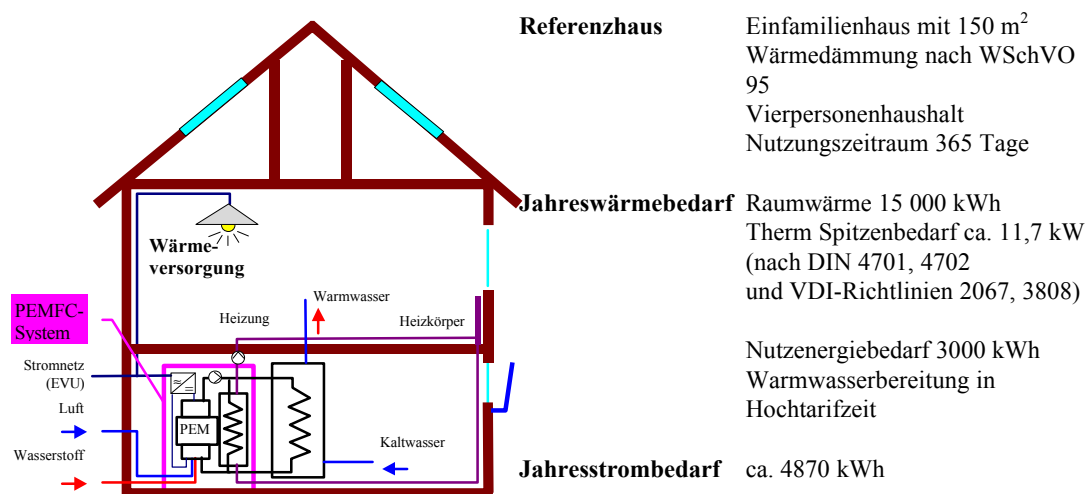 Referenzhaus Einfamilienhaus mit 150 m²
Wärmedämmung nach WSchVO
95
Vierpersonenhaushalt
Nutzungszeitraum 365 Tage
Jahreswärmebedarf Raumwärme 15 000 kWh
Therm Spitzenbedarf ca. 11,7 kW
(nach DIN 4701, 4702
und VDI-Richtlinien 2067, 3808)
Nutzenergiebedarf 3000 kWh
Warmwasserbereitung in
Hochtarifzeit
Jahresstrombedarf ca. 4870 kWh
Wärme-
versorgung
Warmwasser
Heizung
Heizkörper
PEMFC-
System
Stromnetz
(EVU)
Luft
Wasserstoff
≈
=
PEM
Kaltwasser